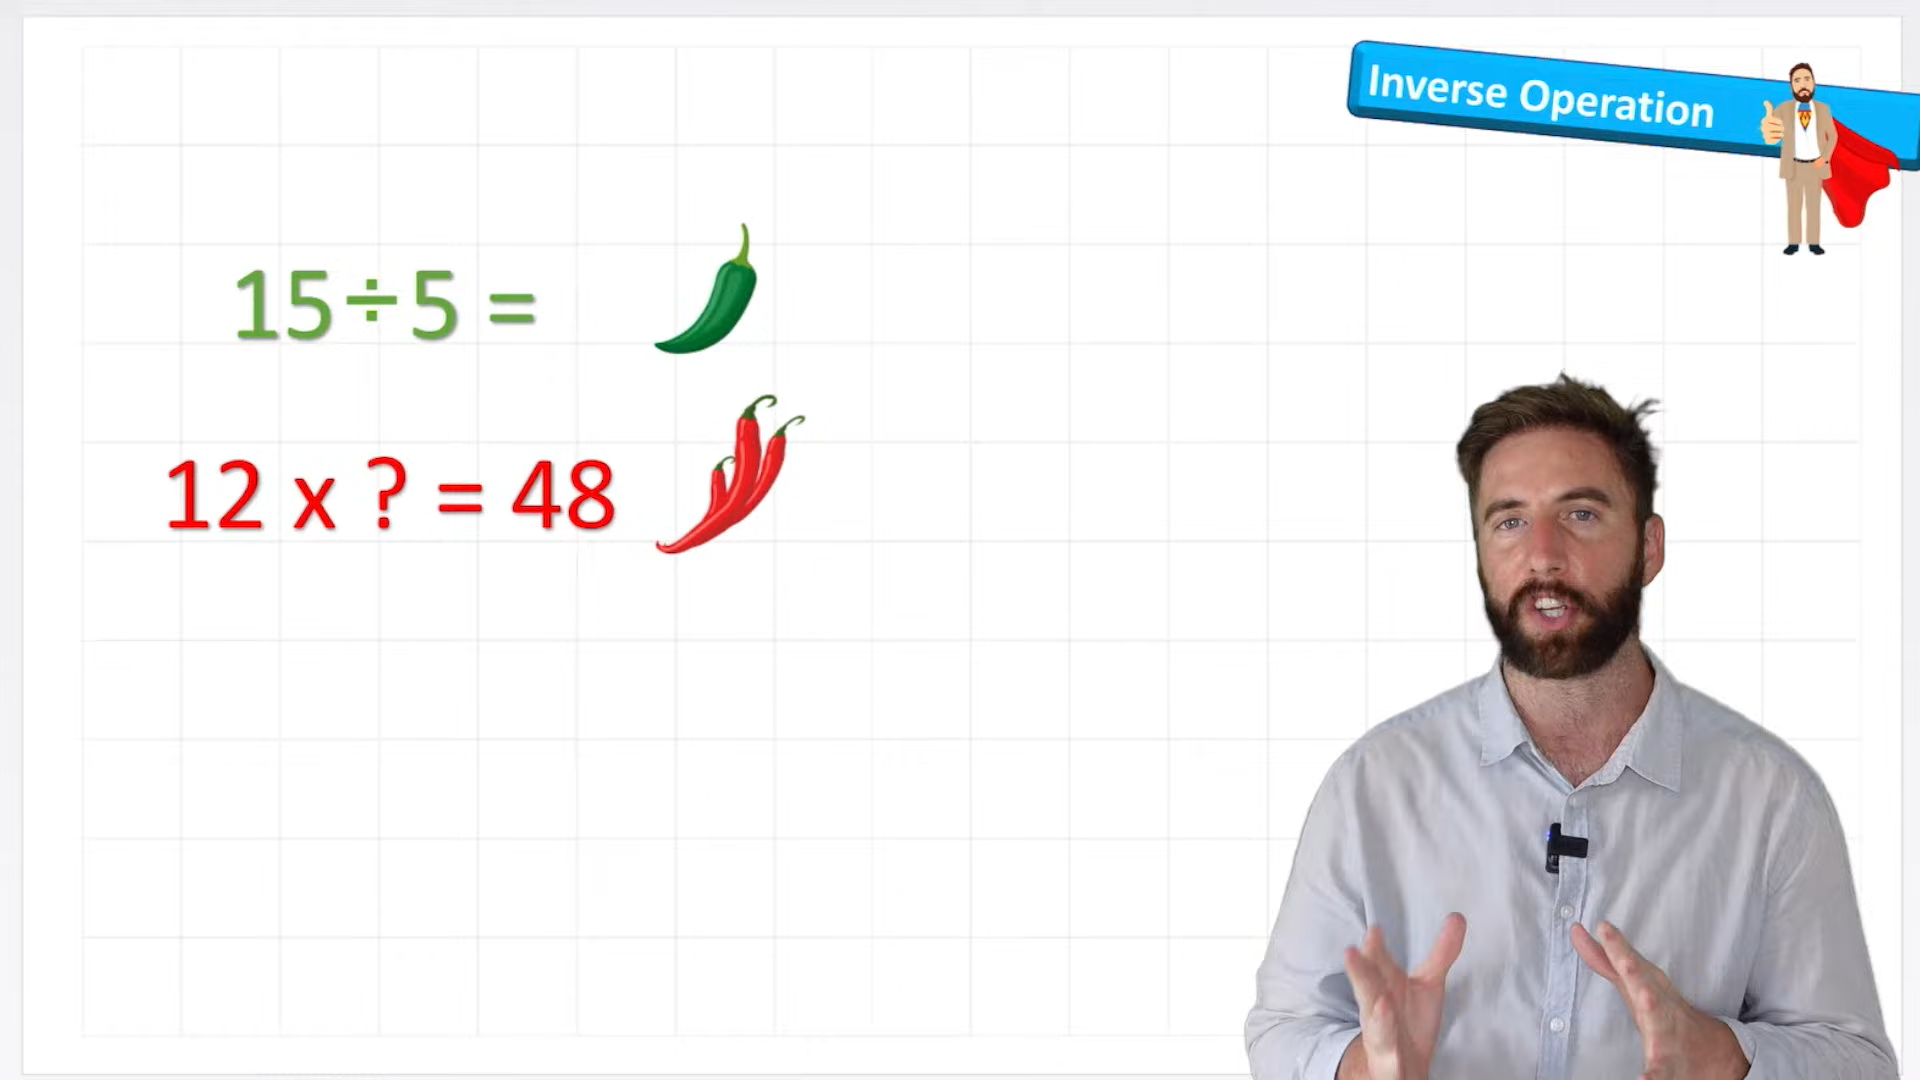 Inverse Operation
15÷5 =
12 x ? = 48